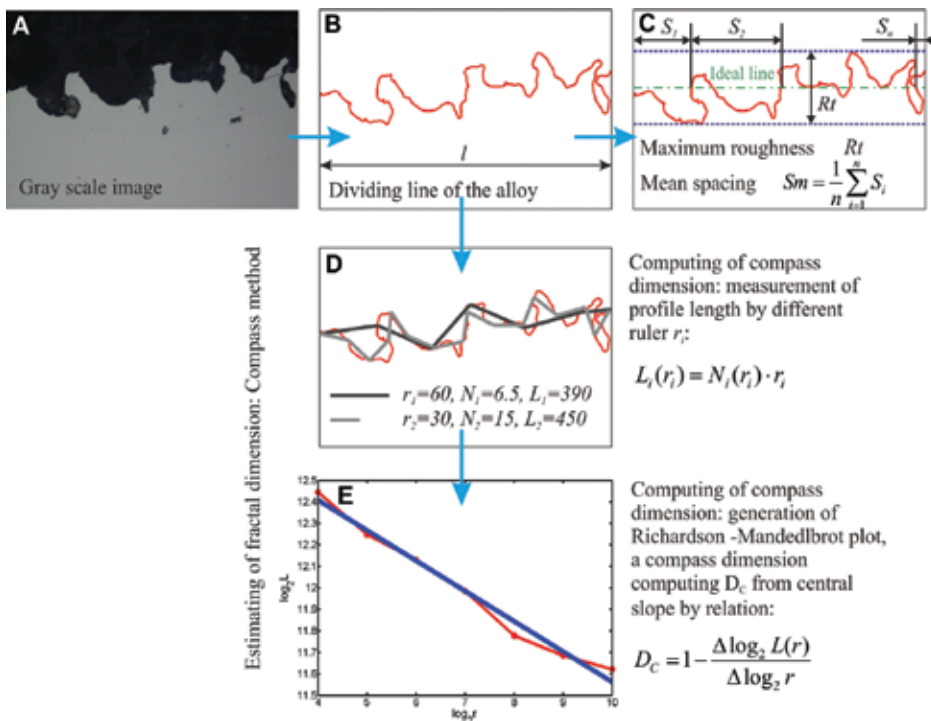 A
Gray scale image
B
l
Dividing line of the alloy
C
S₁ S₂ Sₙ
Ideal line
Rt
Maximum roughness Rt
Mean spacing Sm = 1/n ∑ᵢ₌₁ⁿ Sᵢ
Estimating of fractal dimension: Compass method
D
r₁=60, N₁=6.5, L₁=390
r₂=30, N₂=15, L₂=450
Computing of compass
dimension: measurement of
profile length by different
ruler rᵢ:
Lᵢ(rᵢ) = Nᵢ(rᵢ) · rᵢ
E
12.5
12.4
12.3
12.2
12.1
12
11.9
11.8
11.7
11.6
11.5
log₂L
4 5 6 7 8 9 10
log₂r
Computing of compass
dimension: generation of
Richardson -Mandedlbrot plot,
a compass dimension
computing D_C from central
slope by relation:
D_C = 1 − Δlog₂ L(r) / Δlog₂ r